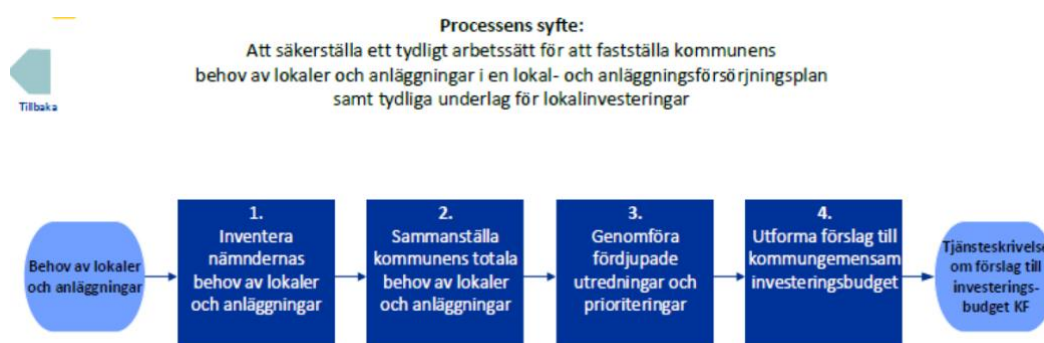 Processens syfte:
Att säkerställa ett tydligt arbetssätt för att fastställa kommunens
behov av lokaler och anläggningar i en lokal- och anläggningsförsörjningsplan
samt tydliga underlag för lokalinvesteringar
Tillbaka
Behov av lokaler
och anläggningar
1.
Inventera
nämndernas
behov av lokaler
och anläggningar
2.
Sammanställa
kommunens totala
behov av lokaler
och anläggningar
3.
Genomföra
fördjupade
utredningar och
prioriteringar
4.
Utforma förslag till
kommungemensam
investeringsbudget
Tjänsteskrivelse
om förslag till
investerings-
budget KF